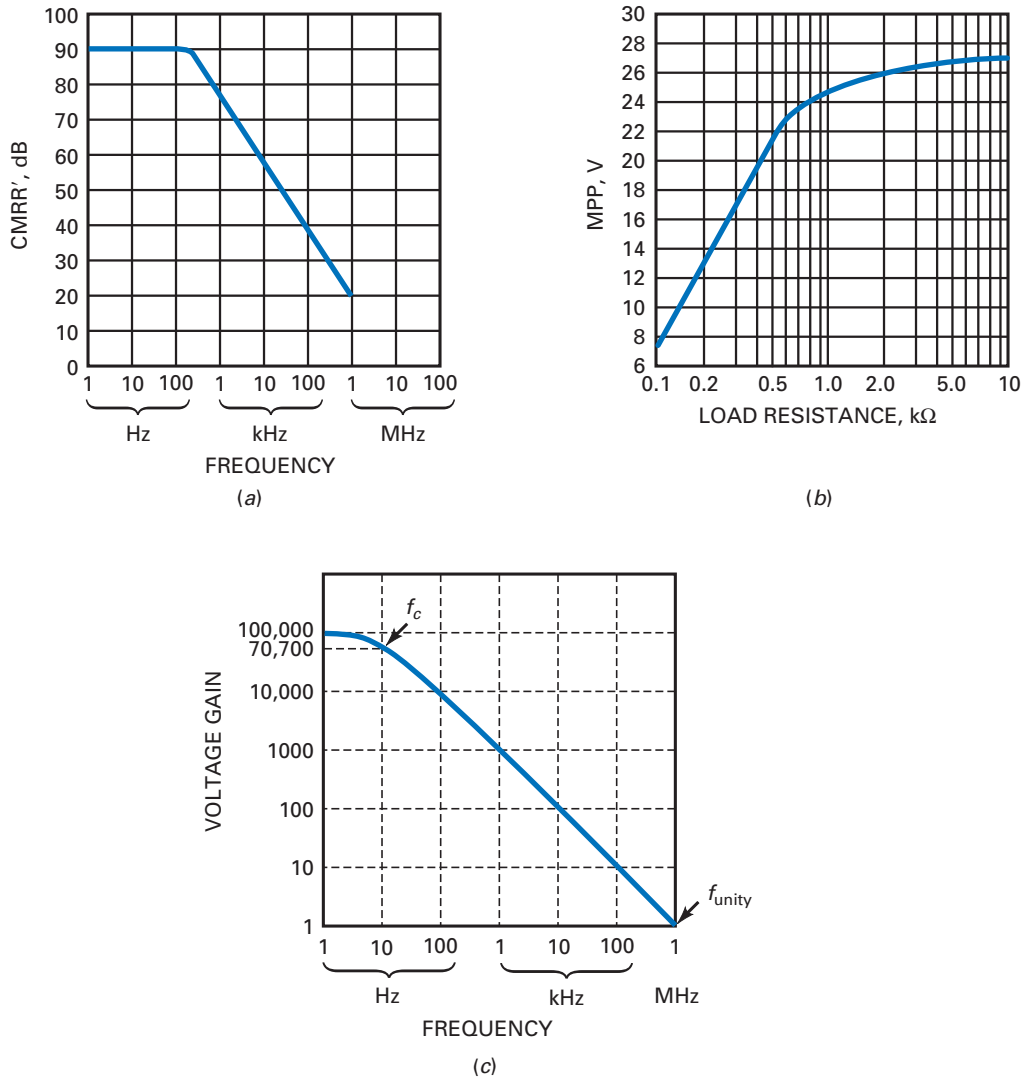 100
90
80
70
60
50
40
30
20
10
0
CMRR′, dB
1 10 100 1 10 100 1 10 100
Hz kHz MHz
FREQUENCY
(a)
30
28
26
24
22
20
18
16
14
12
10
8
6
MPP, V
0.1 0.2 0.5 1.0 2.0 5.0 10
LOAD RESISTANCE, kΩ
(b)
100,000
70,700
10,000
1000
100
10
1
VOLTAGE GAIN
fc
funity
1 10 100 1 10 100 1
Hz kHz MHz
FREQUENCY
(c)